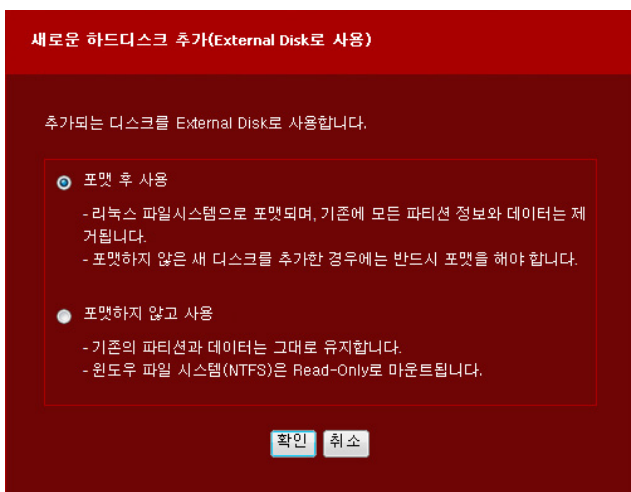 새로운 하드디스크 추가(External Disk로 사용)
추가되는 디스크를 External Disk로 사용합니다.
포맷 후 사용
- 리눅스 파일시스템으로 포맷되며, 기존에 모든 파티션 정보와 데이터는 제
거됩니다.
- 포맷하지 않은 새 디스크를 추가한 경우에는 반드시 포맷을 해야 합니다.
포맷하지 않고 사용
- 기존의 파티션과 데이터는 그대로 유지합니다.
- 윈도우 파일 시스템(NTFS)은 Read-Only로 마운트됩니다.
확인 취소